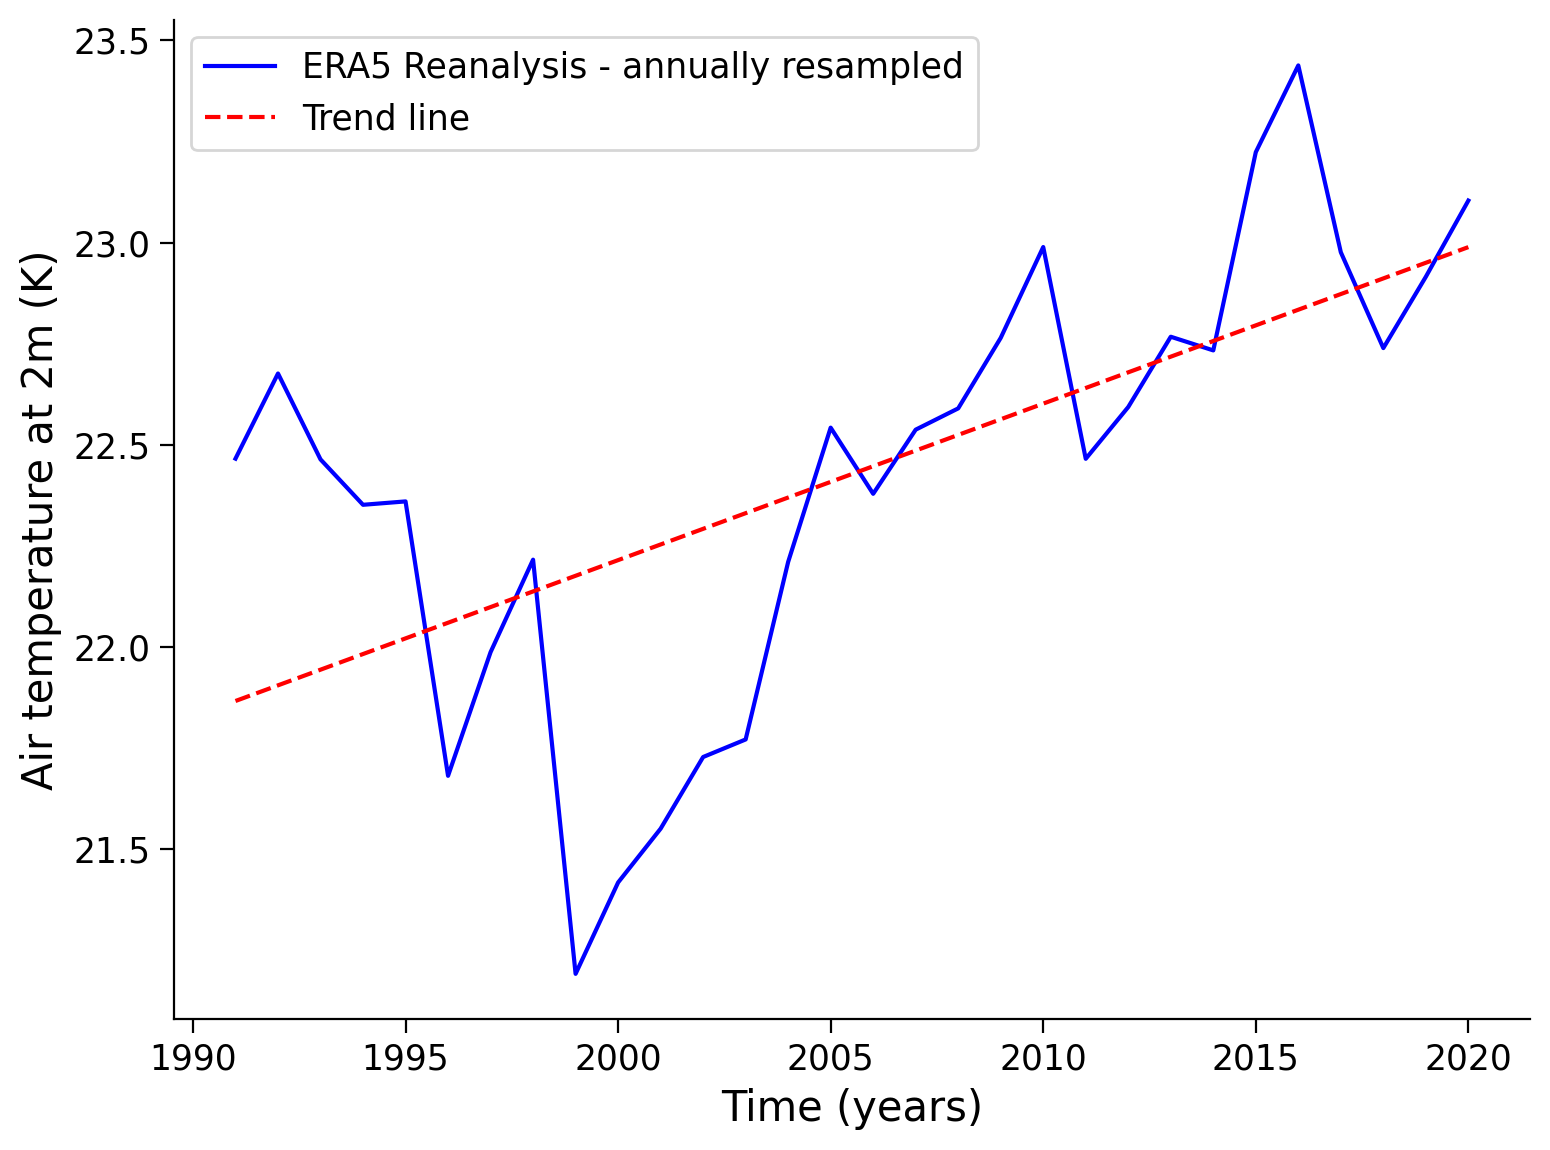 ERA5 Reanalysis - annually resampled
Trend line
Air temperature at 2m (K)
23.5
23.0
22.5
22.0
21.5
1990 1995 2000 2005 2010 2015 2020
Time (years)